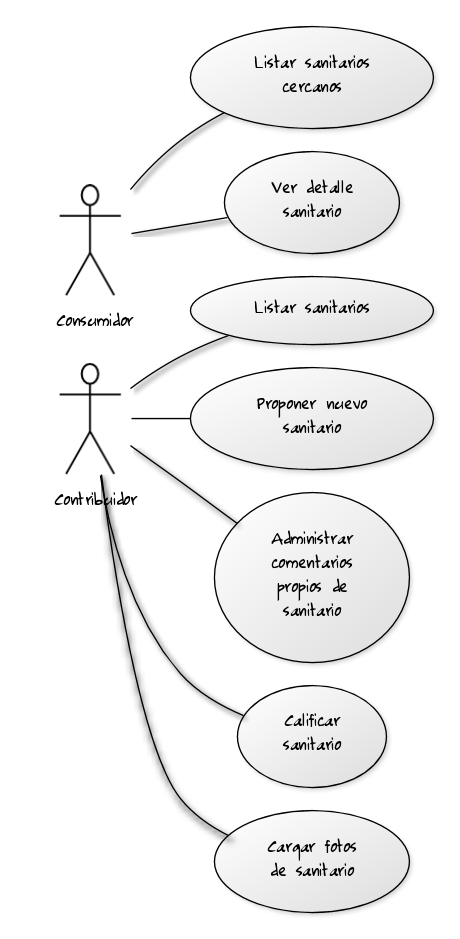 Listar sanitarios
cercanos
Ver detalle
sanitario
Consumidor
Listar sanitarios
Proponer nuevo
sanitario
Contribuidor
Administrar
comentarios
propios de
sanitario
Calificar
sanitario
Cargar fotos
de sanitario